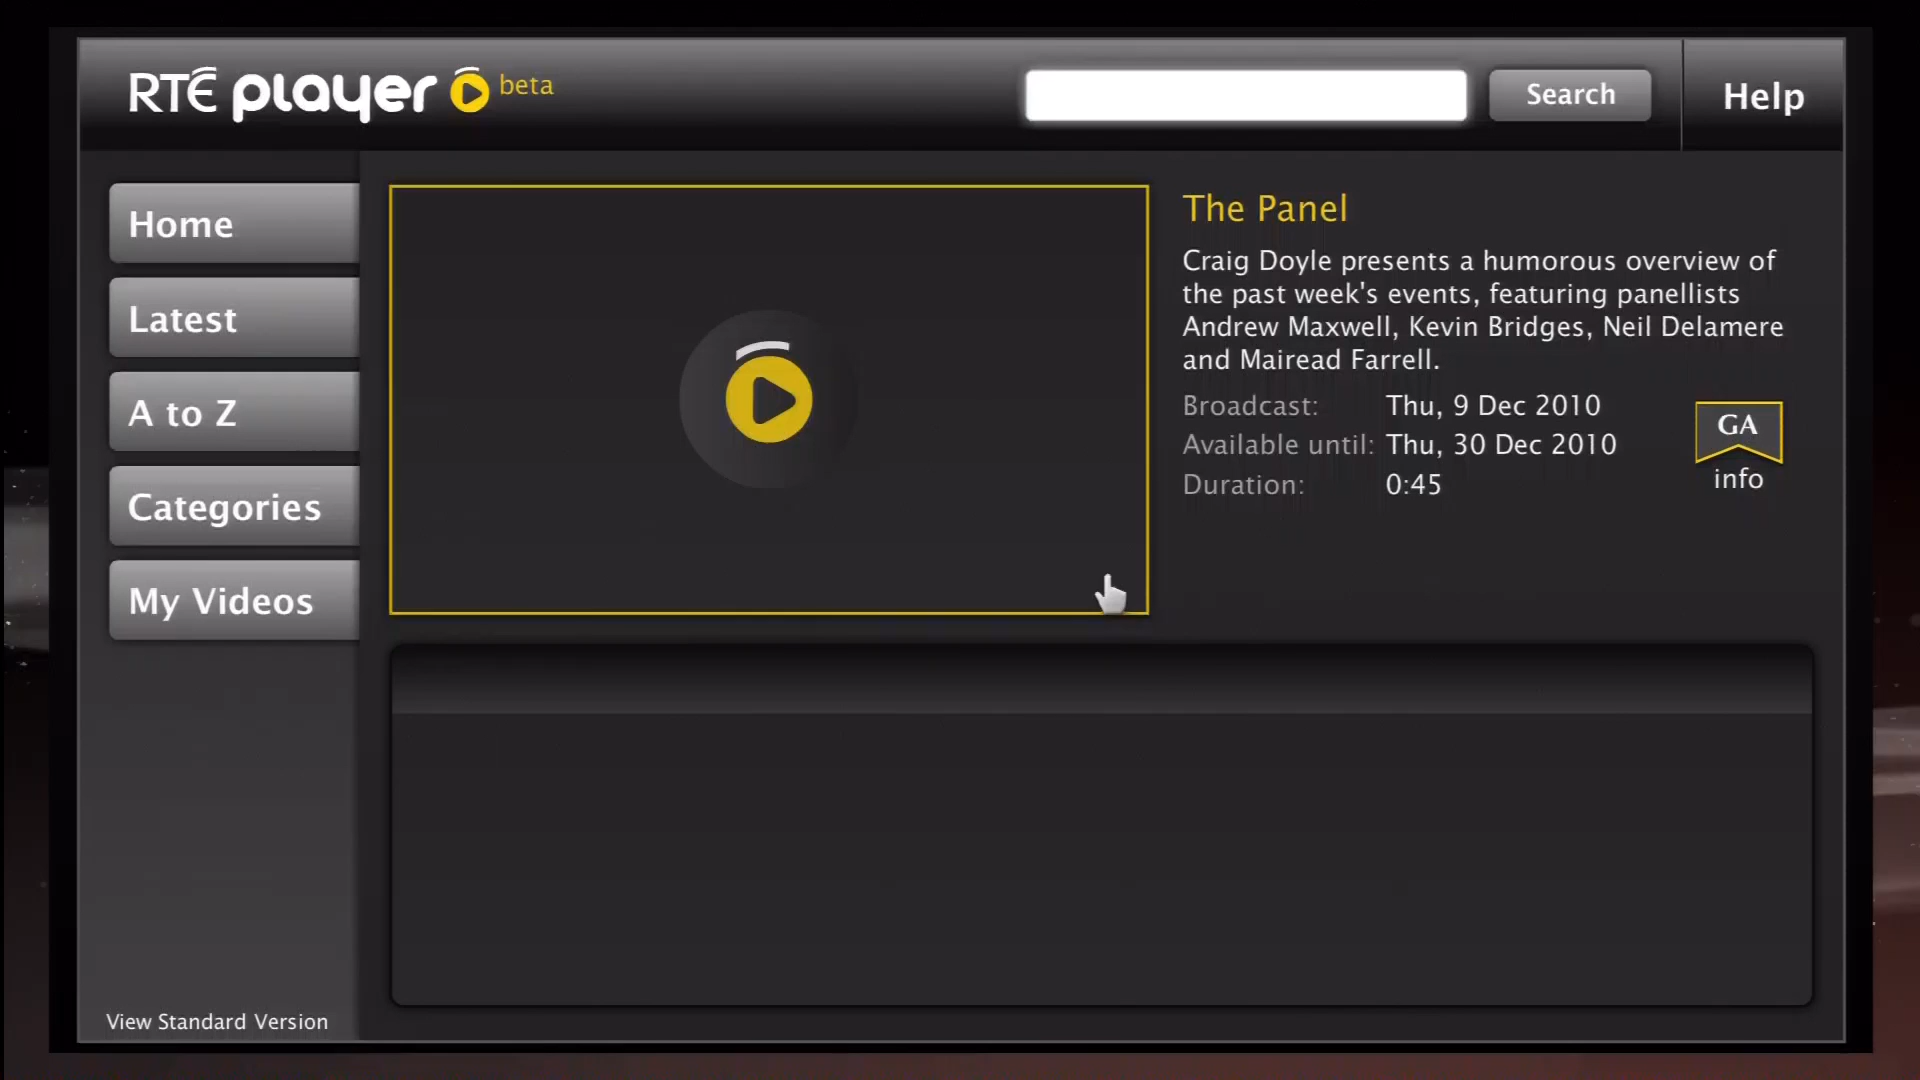 RTÉ player beta
Search
Help
Home
Latest
A to Z
Categories
My Videos
View Standard Version
The Panel
Craig Doyle presents a humorous overview of
the past week's events, featuring panellists
Andrew Maxwell, Kevin Bridges, Neil Delamere
and Mairead Farrell.
Broadcast: Thu, 9 Dec 2010
Available until: Thu, 30 Dec 2010
Duration: 0:45
GA
info